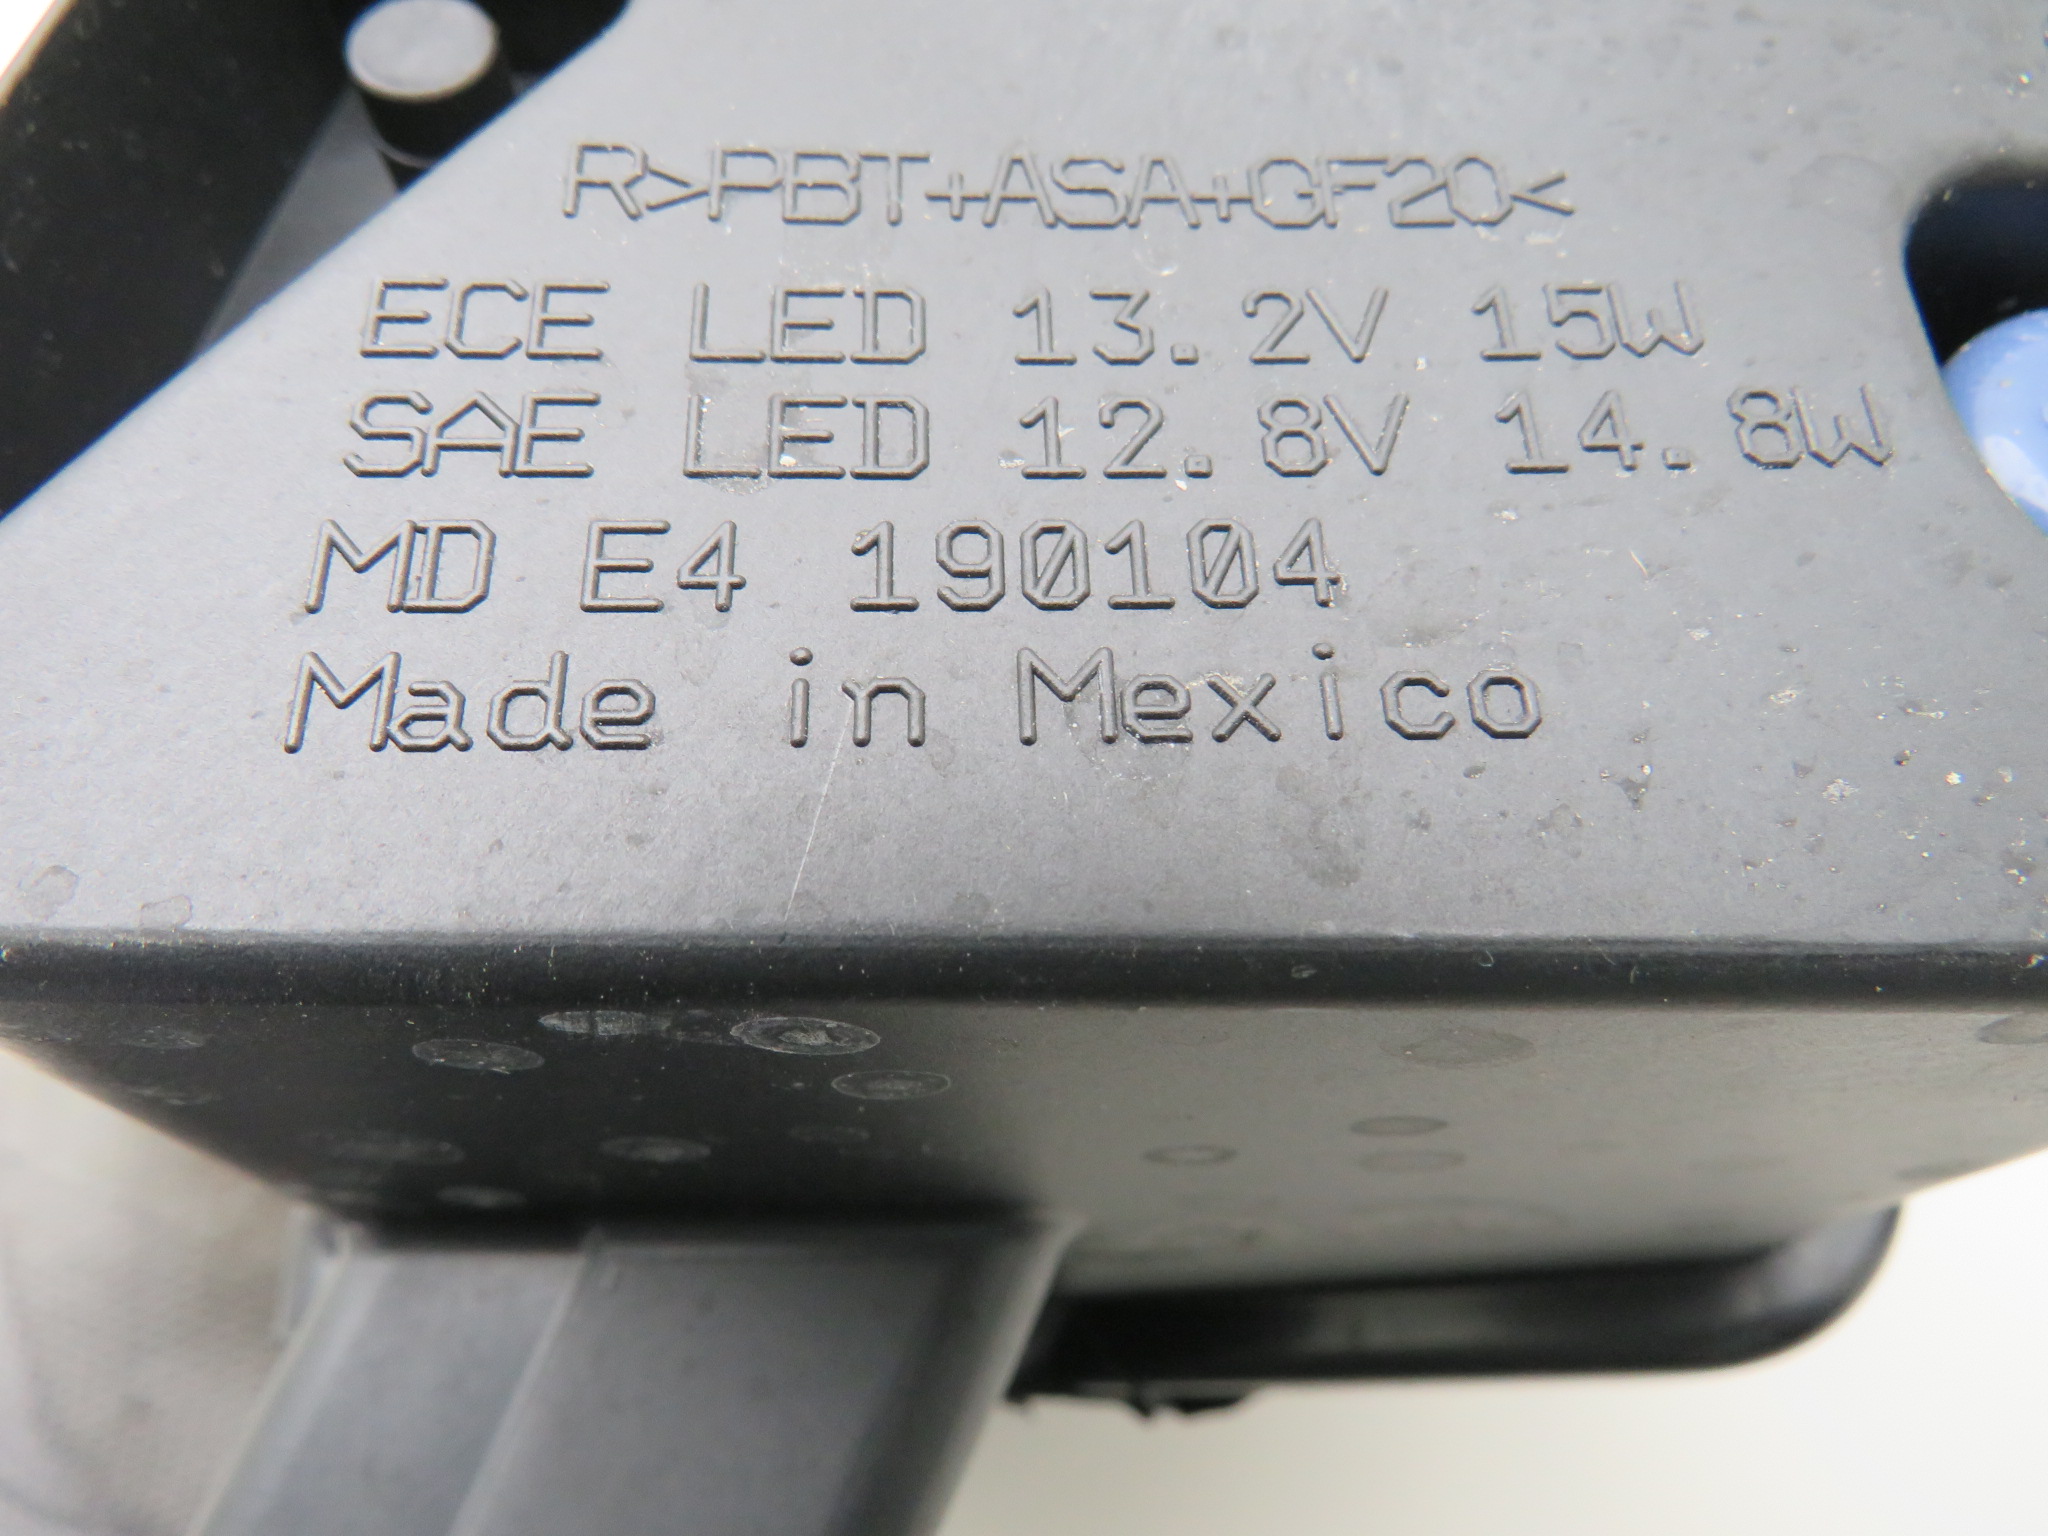 R>PBT+ASA+GF20<
ECE LED 13.2V 15W
SAE LED 12.8V 14.8W
MD E4 190104
Made in Mexico